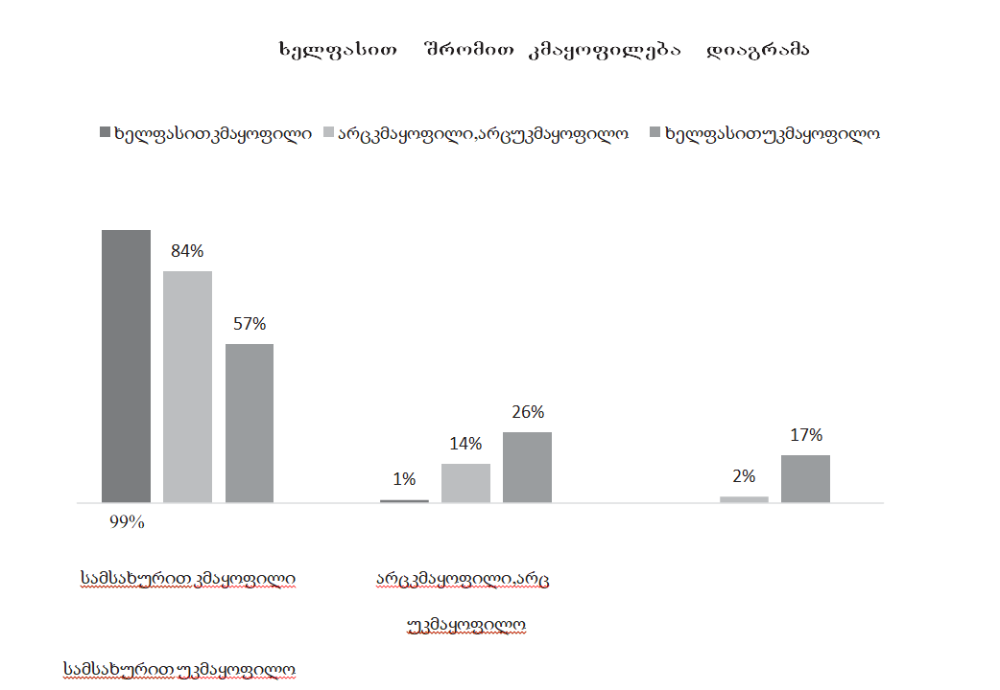 ხელფასით შრომით კმაყოფილება დიაგრამა
ხელფასითკმაყოფილი არცკმაყოფილი,არცუკმაყოფილო ხელფასითუკმაყოფილო
84%
57%
26%
17%
14%
1%
2%
99%
სამსახურით კმაყოფილი არცკმაყოფილი,არც
უკმაყოფილო
სამსახურით უკმაყოფილო